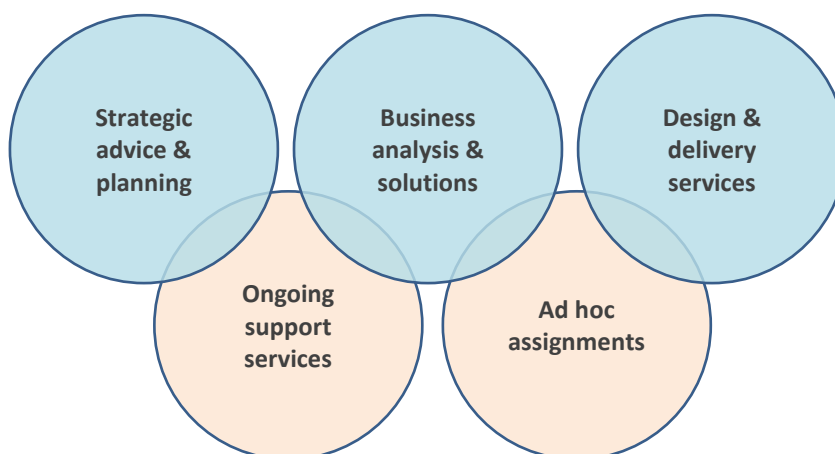 Strategic
advice &
planning
Business
analysis &
solutions
Design &
delivery
services
Ongoing
support
services
Ad hoc
assignments